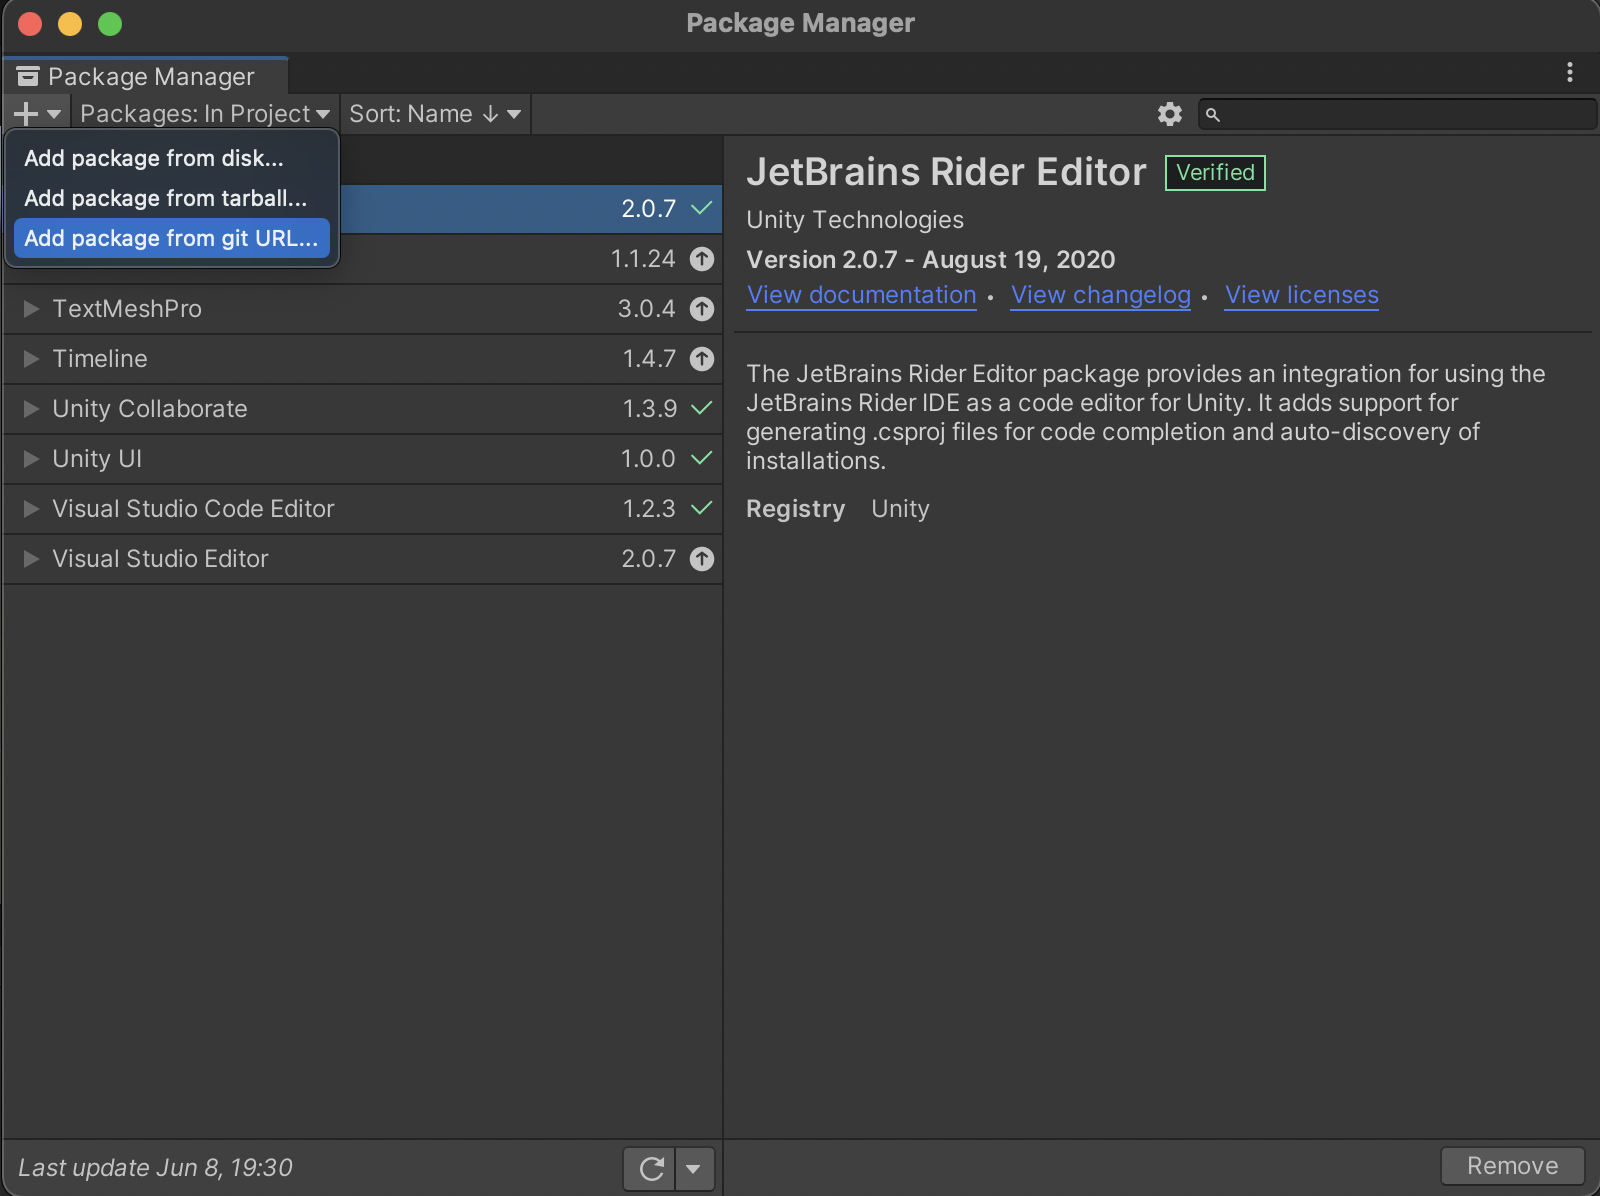 Package Manager
Package Manager
Packages: In Project
Sort: Name ↓
Add package from disk...
Add package from tarball...
Add package from git URL...
2.0.7
1.1.24
TextMeshPro 3.0.4
Timeline 1.4.7
Unity Collaborate 1.3.9
Unity UI 1.0.0
Visual Studio Code Editor 1.2.3
Visual Studio Editor 2.0.7
Last update Jun 8, 19:30
JetBrains Rider Editor Verified
Unity Technologies
Version 2.0.7 - August 19, 2020
View documentation • View changelog • View licenses
The JetBrains Rider Editor package provides an integration for using the
JetBrains Rider IDE as a code editor for Unity. It adds support for
generating .csproj files for code completion and auto-discovery of
installations.
Registry Unity
Remove